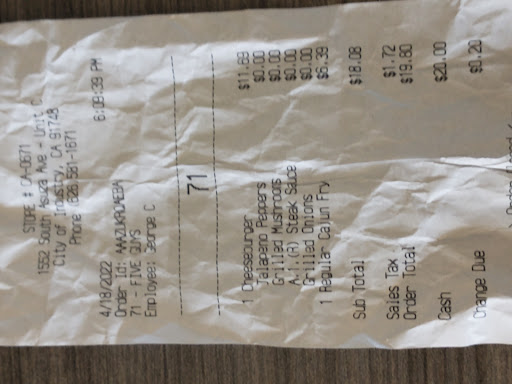 STORE # CA-0671
1552 South Azusa Ave - Unit C
City of Industry, CA 91748
Phone (626)581-1671
4/18/2022 6:09:39 PM
Order Id:
71 - FIVE GUYS
Employee: George C
71
1 Cheeseburger $11.69
Jalapeno Peppers $0.00
Grilled Mushrooms $0.00
A.1.(R) Steak Sauce $0.00
Grilled Onions $0.00
1 Regular Cajun Fry $6.39
Sub Total $18.08
Sales Tax $1.72
Order Total $19.80
Cash $20.00
Change Due $0.20